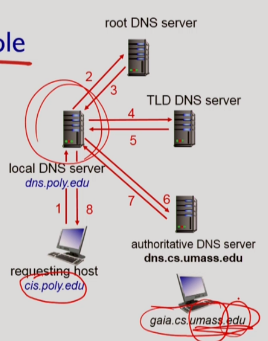 ole
root DNS server
2
3
TLD DNS server
4
5
local DNS server
dns.poly.edu
7
6
1
8
authoritative DNS server
dns.cs.umass.edu
requesting host
cis.poly.edu
gaia.cs.umass.edu